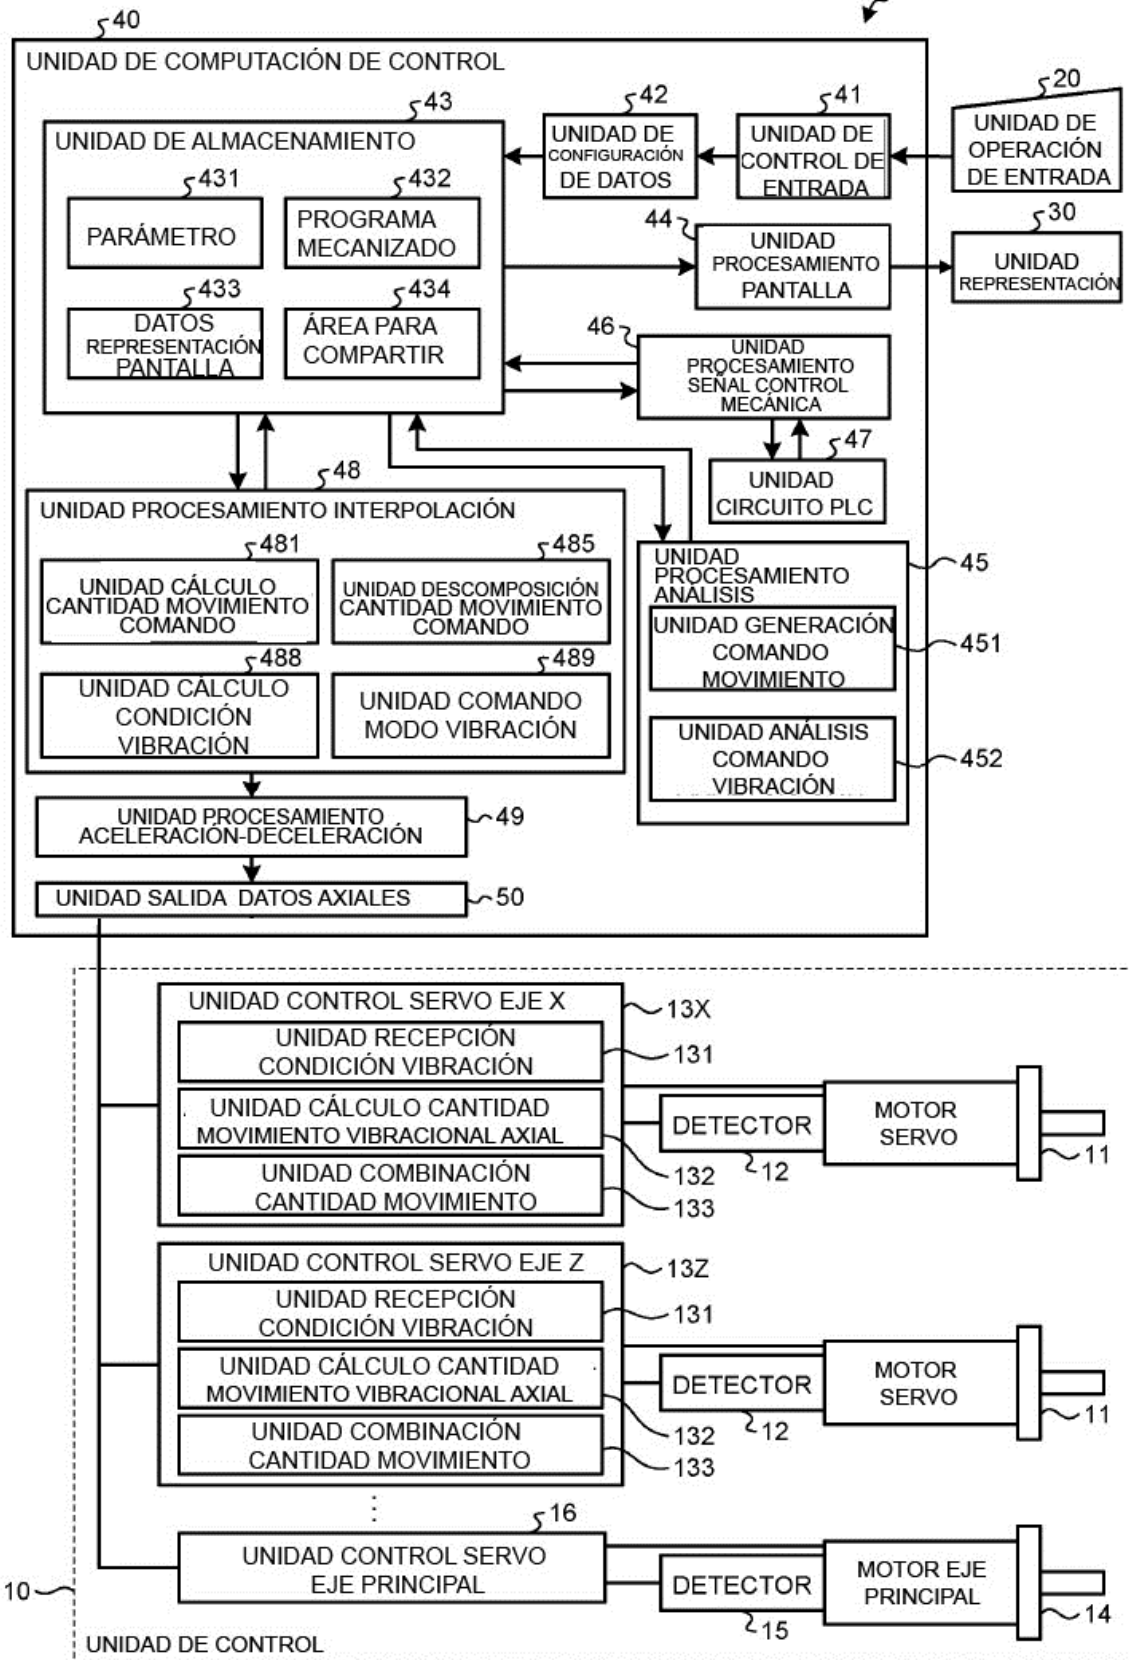 40
UNIDAD DE COMPUTACIÓN DE CONTROL
43
UNIDAD DE ALMACENAMIENTO
431
PARÁMETRO
432
PROGRAMA
MECANIZADO
433
DATOS
REPRESENTACIÓN
PANTALLA
434
ÁREA PARA
COMPARTIR
42
UNIDAD DE
CONFIGURACIÓN
DE DATOS
41
UNIDAD DE
CONTROL DE
ENTRADA
20
UNIDAD DE
OPERACIÓN
DE ENTRADA
44
UNIDAD
PROCESAMIENTO
PANTALLA
30
UNIDAD
REPRESENTACIÓN
46
UNIDAD
PROCESAMIENTO
SEÑAL CONTROL
MECÁNICA
47
UNIDAD
CIRCUITO PLC
48
UNIDAD PROCESAMIENTO INTERPOLACIÓN
481
UNIDAD CÁLCULO
CANTIDAD MOVIMIENTO
COMANDO
485
UNIDAD DESCOMPOSICIÓN
CANTIDAD MOVIMIENTO
COMANDO
488
UNIDAD CÁLCULO
CONDICIÓN
VIBRACIÓN
489
UNIDAD COMANDO
MODO VIBRACIÓN
45
UNIDAD
PROCESAMIENTO
ANÁLISIS
UNIDAD GENERACIÓN
COMANDO
MOVIMIENTO
451
UNIDAD ANÁLISIS
COMANDO
VIBRACIÓN
452
UNIDAD PROCESAMIENTO
ACELERACIÓN-DECELERACIÓN
49
UNIDAD SALIDA DATOS AXIALES
50
UNIDAD CONTROL SERVO EJE X
13X
UNIDAD RECEPCIÓN
CONDICIÓN VIBRACIÓN
131
UNIDAD CÁLCULO CANTIDAD
MOVIMIENTO VIBRACIONAL AXIAL
132
UNIDAD COMBINACIÓN
CANTIDAD MOVIMIENTO
133
DETECTOR
12
MOTOR
SERVO
11
UNIDAD CONTROL SERVO EJE Z
13Z
UNIDAD RECEPCIÓN
CONDICIÓN VIBRACIÓN
131
UNIDAD CÁLCULO CANTIDAD
MOVIMIENTO VIBRACIONAL AXIAL
132
UNIDAD COMBINACIÓN
CANTIDAD MOVIMIENTO
133
DETECTOR
12
MOTOR
SERVO
11
16
UNIDAD CONTROL SERVO
EJE PRINCIPAL
DETECTOR
15
MOTOR EJE
PRINCIPAL
14
10
UNIDAD DE CONTROL